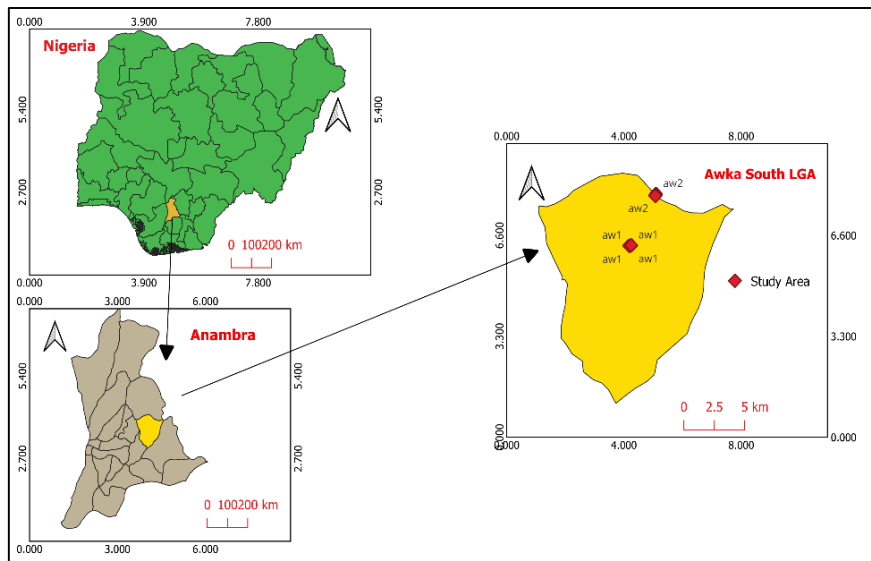 0.000 3.900 7.800
Nigeria
5.400 5.400
2.700 2.700
0 100200 km
0.000 3.900 7.800
0.000 3.000 6.000
Anambra
5.400 5.400
2.700 2.700
0 100200 km
0.000 3.000 6.000
0.000 4.000 8.000
Awka South LGA
aw2
aw2
6.600 6.600
aw1 aw1
aw1 aw1
Study Area
3.300 3.300
0 2.5 5 km
0.000 0.000
4.000 8.000